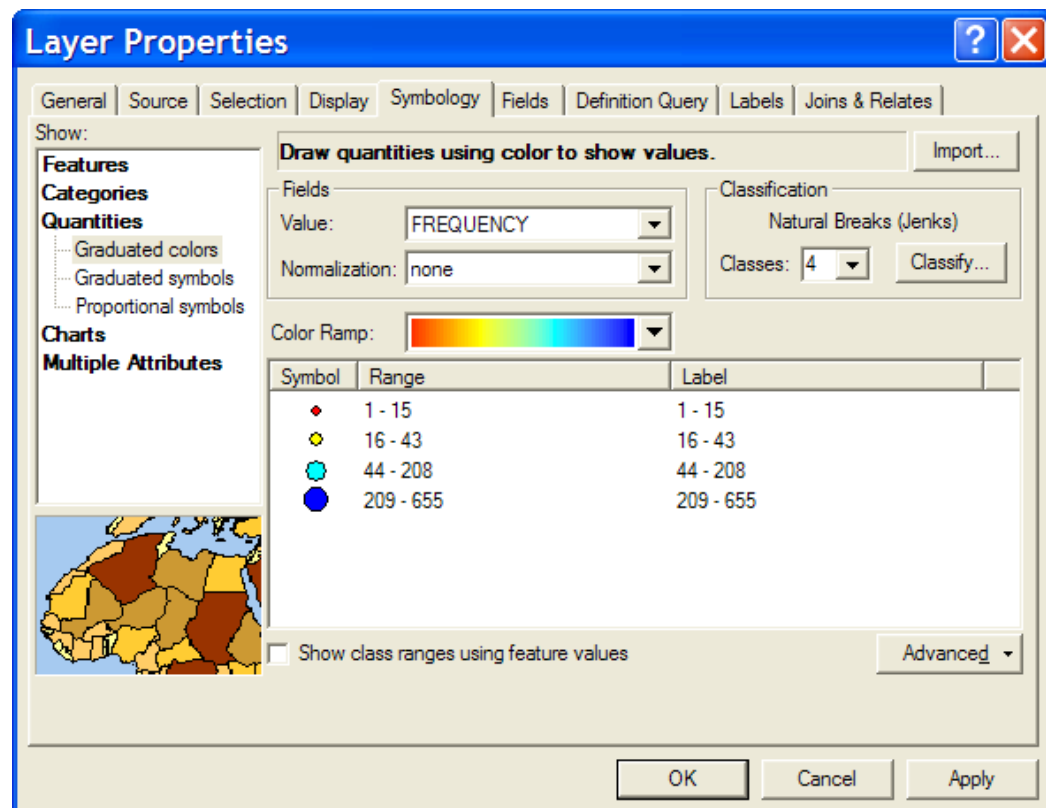 Layer Properties
General Source Selection Display Symbology Fields Definition Query Labels Joins & Relates
Show:
Features
Categories
Quantities
Graduated colors
Graduated symbols
Proportional symbols
Charts
Multiple Attributes
Draw quantities using color to show values.
Import...
Fields
Value: FREQUENCY
Normalization: none
Classification
Natural Breaks (Jenks)
Classes: 4 Classify...
Color Ramp:
Symbol Range Label
1 - 15 1 - 15
16 - 43 16 - 43
44 - 208 44 - 208
209 - 655 209 - 655
Show class ranges using feature values
Advanced
OK Cancel Apply